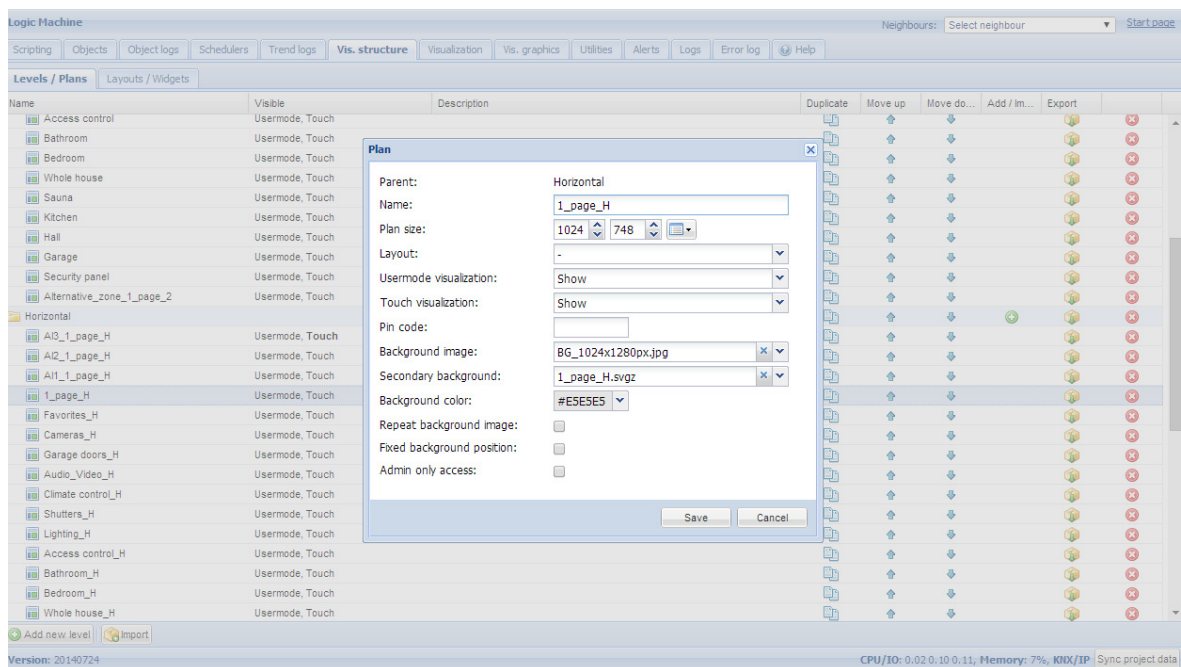 Logic Machine
Neighbours: Select neighbour Start page
Scripting Objects Object logs Schedulers Trend logs Vis. structure Visualization Vis. graphics Utilities Alerts Logs Error log Help
Levels / Plans Layouts / Widgets
Name Visible Description Duplicate Move up Move do... Add / Im... Export
Access control Usermode, Touch
Bathroom Usermode, Touch
Bedroom Usermode, Touch
Whole house Usermode, Touch
Sauna Usermode, Touch
Kitchen Usermode, Touch
Hall Usermode, Touch
Garage Usermode, Touch
Security panel Usermode, Touch
Alternative_zone_1_page_2 Usermode, Touch
Horizontal
AI3_1_page_H Usermode, Touch
AI2_1_page_H Usermode, Touch
AI1_1_page_H Usermode, Touch
1_page_H Usermode, Touch
Favorites_H Usermode, Touch
Cameras_H Usermode, Touch
Garage doors_H Usermode, Touch
Audio_Video_H Usermode, Touch
Climate control_H Usermode, Touch
Shutters_H Usermode, Touch
Lighting_H Usermode, Touch
Access control_H Usermode, Touch
Bathroom_H Usermode, Touch
Bedroom_H Usermode, Touch
Whole house_H Usermode, Touch
Plan
Parent: Horizontal
Name: 1_page_H
Plan size: 1024 748
Layout: -
Usermode visualization: Show
Touch visualization: Show
Pin code:
Background image: BG_1024x1280px.jpg
Secondary background: 1_page_H.svgz
Background color: #E5E5E5
Repeat background image:
Fixed background position:
Admin only access:
Save Cancel
Add new level Import
Version: 20140724 CPU/IO: 0.02 0.10 0.11, Memory: 7%, KNX/IP Sync project data